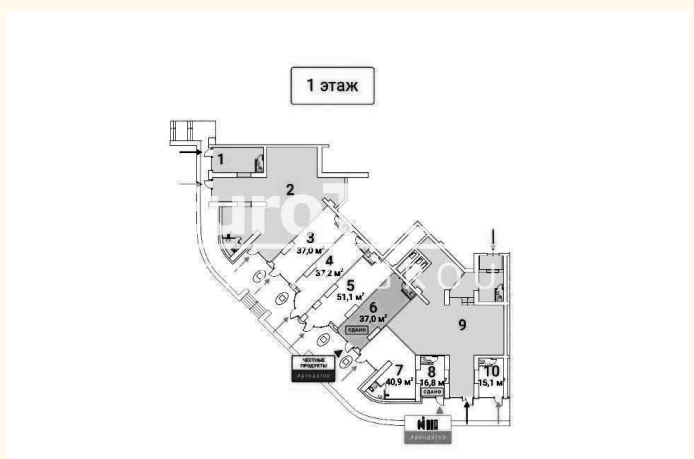 1 этаж
1
2
3
37,0 м²
4
37,2 м²
5
51,1 м²
6
37,0 м²
СДАНО
9
7
40,9 м²
8
16,8 м²
СДАНО
10
15,1 м²
ЧЕСТНЫЕ
ПРОДУКТЫ
Арендатор
Арендатор